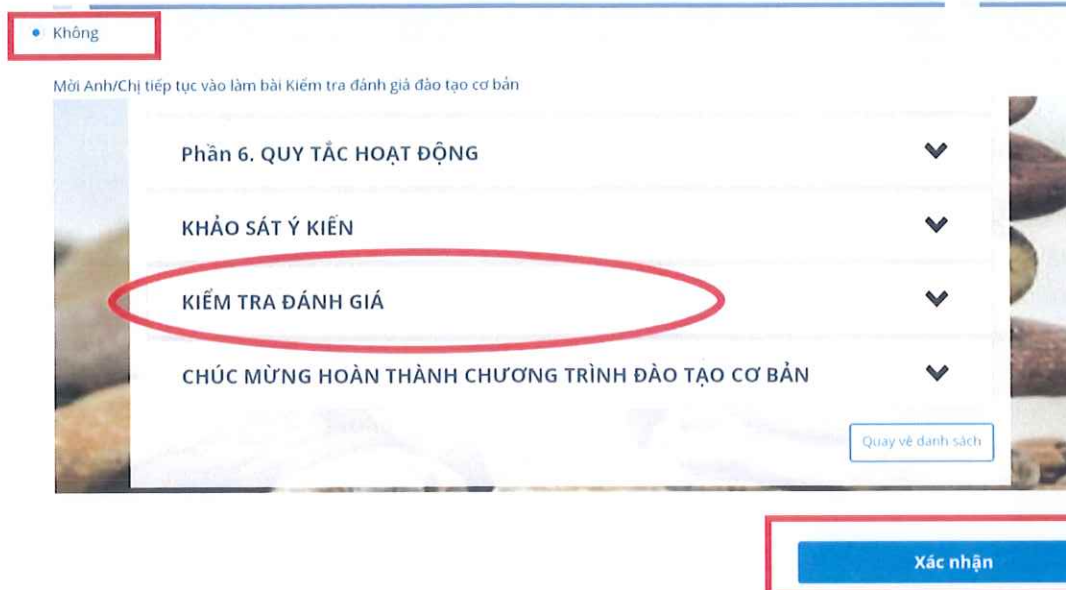 Không
Mời Anh/Chị tiếp tục vào làm bài Kiểm tra đánh giá đào tạo cơ bản
Phần 6. QUY TẮC HOẠT ĐỘNG
KHẢO SÁT Ý KIẾN
KIỂM TRA ĐÁNH GIÁ
CHÚC MỪNG HOÀN THÀNH CHƯƠNG TRÌNH ĐÀO TẠO CƠ BẢN
Quay về danh sách
Xác nhận